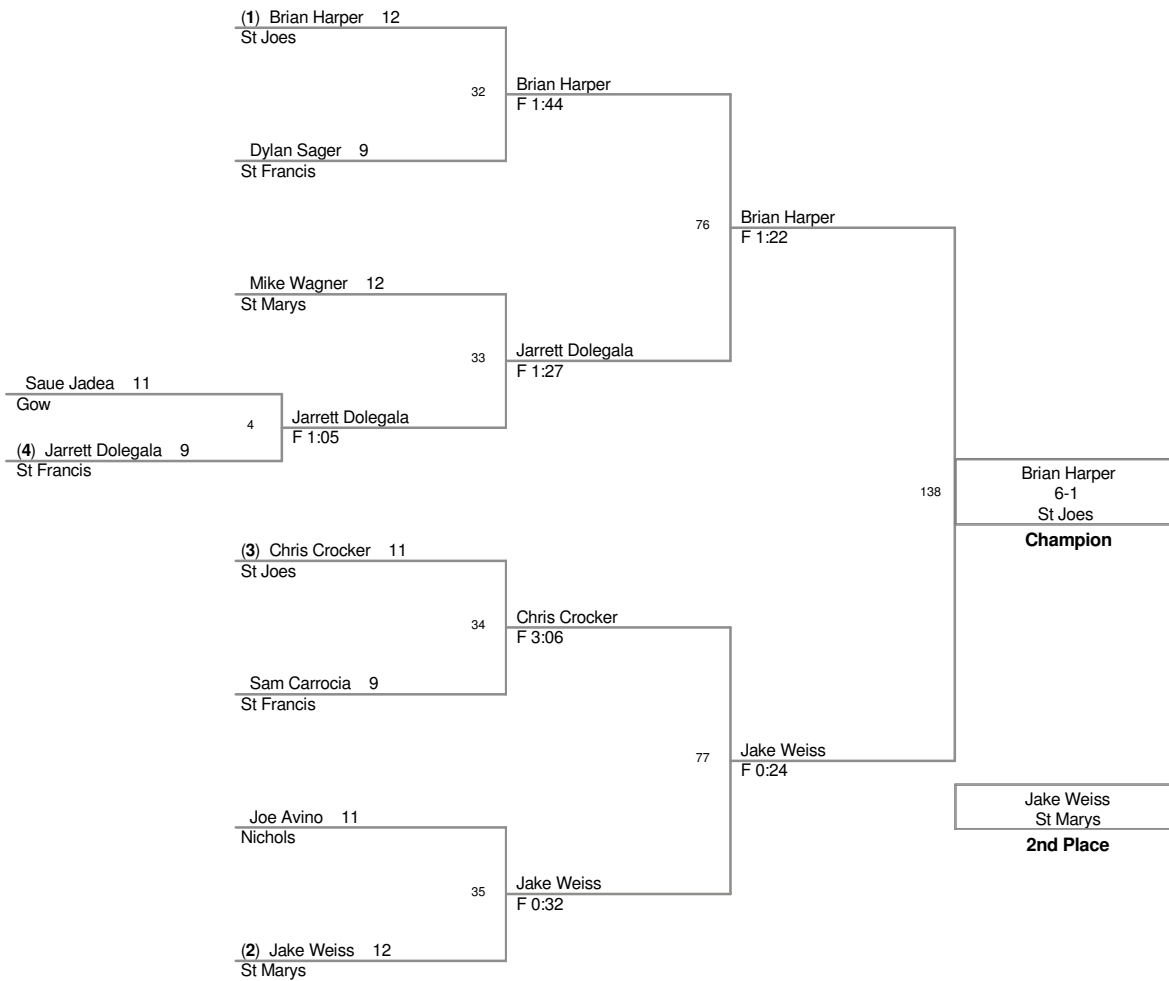 (1) Brian Harper 12
St Joes
32
Brian Harper
F 1:44
Dylan Sager 9
St Francis
76
Brian Harper
F 1:22
Mike Wagner 12
St Marys
33
Jarrett Dolegala
F 1:27
Saue Jadea 11
Gow
4
Jarrett Dolegala
F 1:05
(4) Jarrett Dolegala 9
St Francis
138
Brian Harper
6-1
St Joes
Champion
(3) Chris Crocker 11
St Joes
34
Chris Crocker
F 3:06
Sam Carrocia 9
St Francis
77
Jake Weiss
F 0:24
Joe Avino 11
Nichols
35
Jake Weiss
F 0:32
(2) Jake Weiss 12
St Marys
Jake Weiss
St Marys
2nd Place